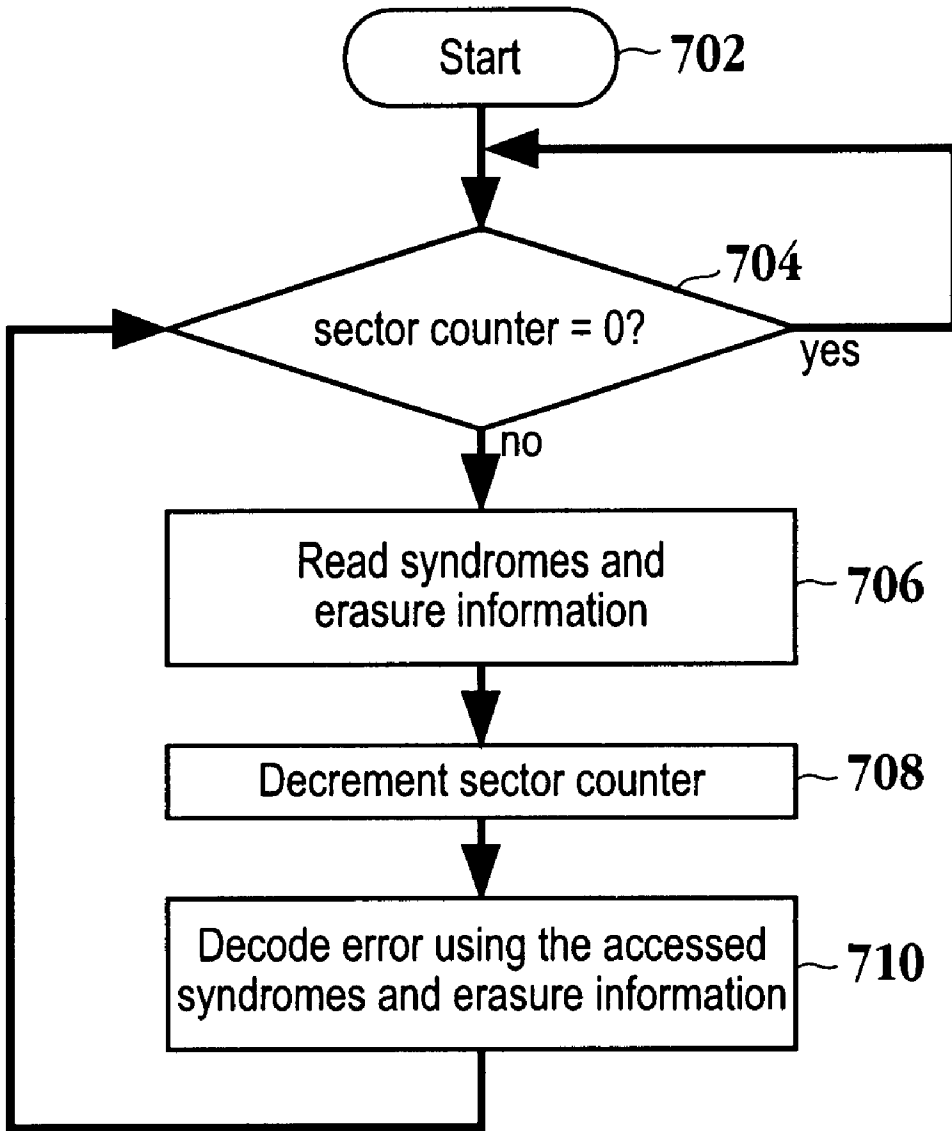 Start
702
704
sector counter = 0?
yes
no
Read syndromes and
erasure information
706
Decrement sector counter
708
Decode error using the accessed
syndromes and erasure information
710